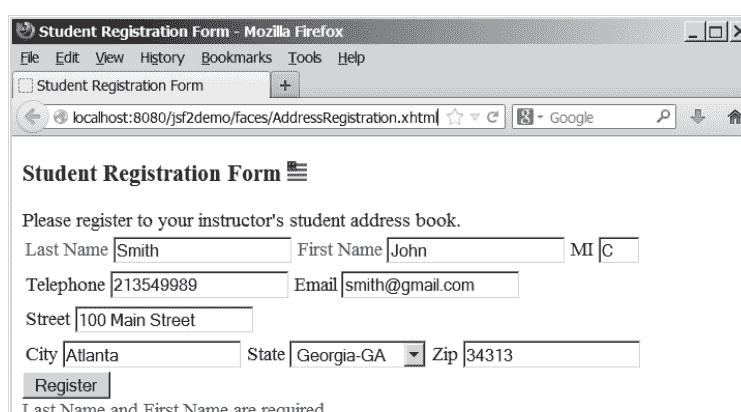 Student Registration Form - Mozilla Firefox
File Edit View History Bookmarks Tools Help
Student Registration Form +
localhost:8080/jsf2demo/faces/AddressRegistration.xhtml Google
Student Registration Form
Please register to your instructor's student address book.
Last Name Smith First Name John MI C
Telephone 213549989 Email smith@gmail.com
Street 100 Main Street
City Atlanta State Georgia-GA Zip 34313
Register
Last Name and First Name are required